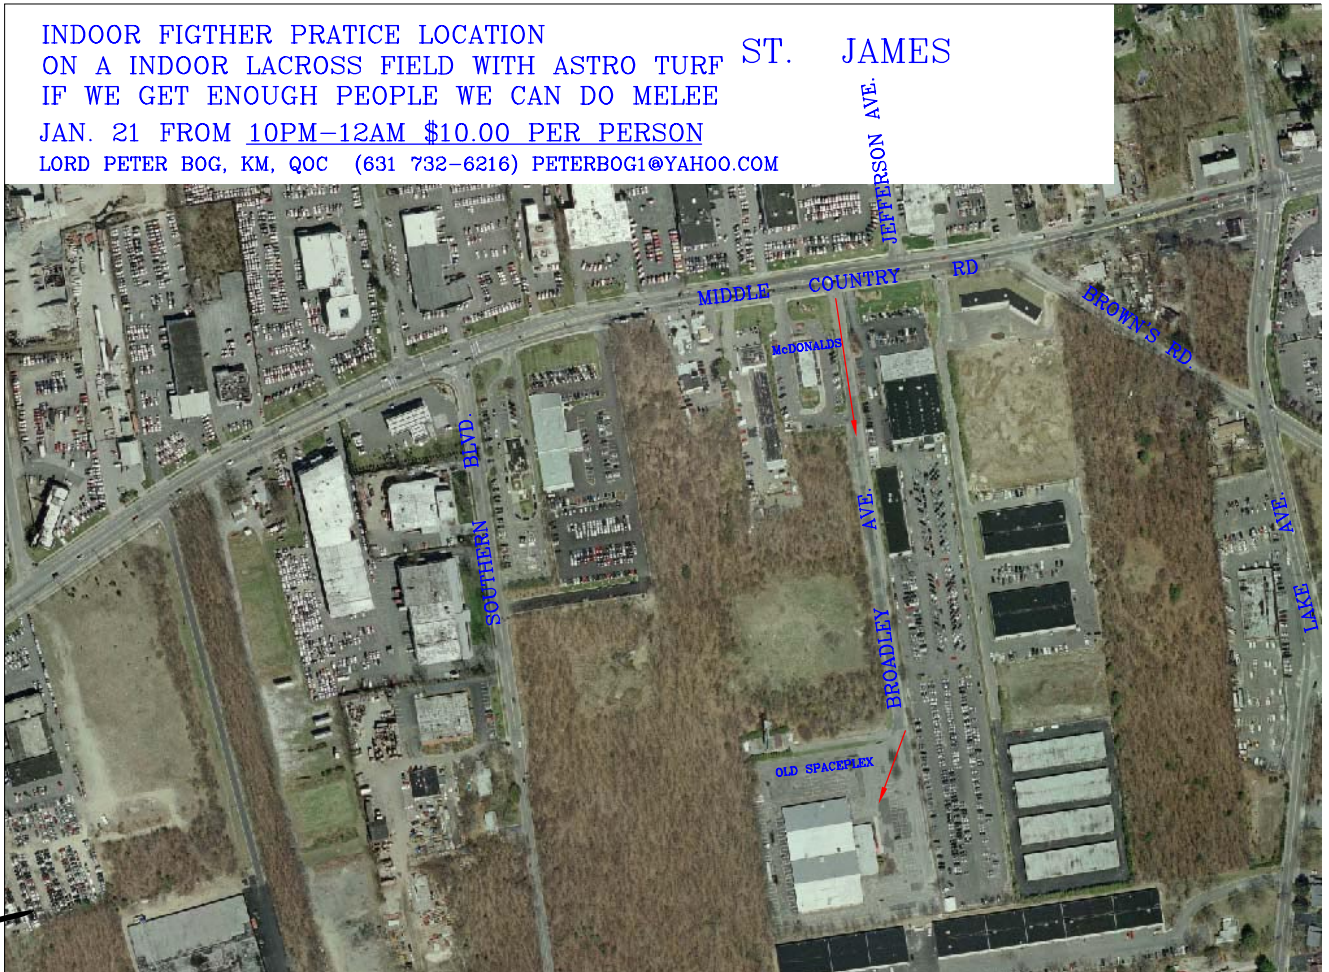 INDOOR FIGTHER PRATICE LOCATION
ON A INDOOR LACROSS FIELD WITH ASTRO TURF
IF WE GET ENOUGH PEOPLE WE CAN DO MELEE
JAN. 21 FROM 10PM-12AM $10.00 PER PERSON
LORD PETER BOG, KM, QOC (631 732-6216) PETERBOG1@YAHOO.COM
ST. JAMES
JEFFERSON AVE.
MIDDLE COUNTRY RD
BROWN'S RD.
McDONALDS
SOUTHERN BLVD.
BROADLEY AVE.
LAKE AVE.
OLD SPACEPLEX